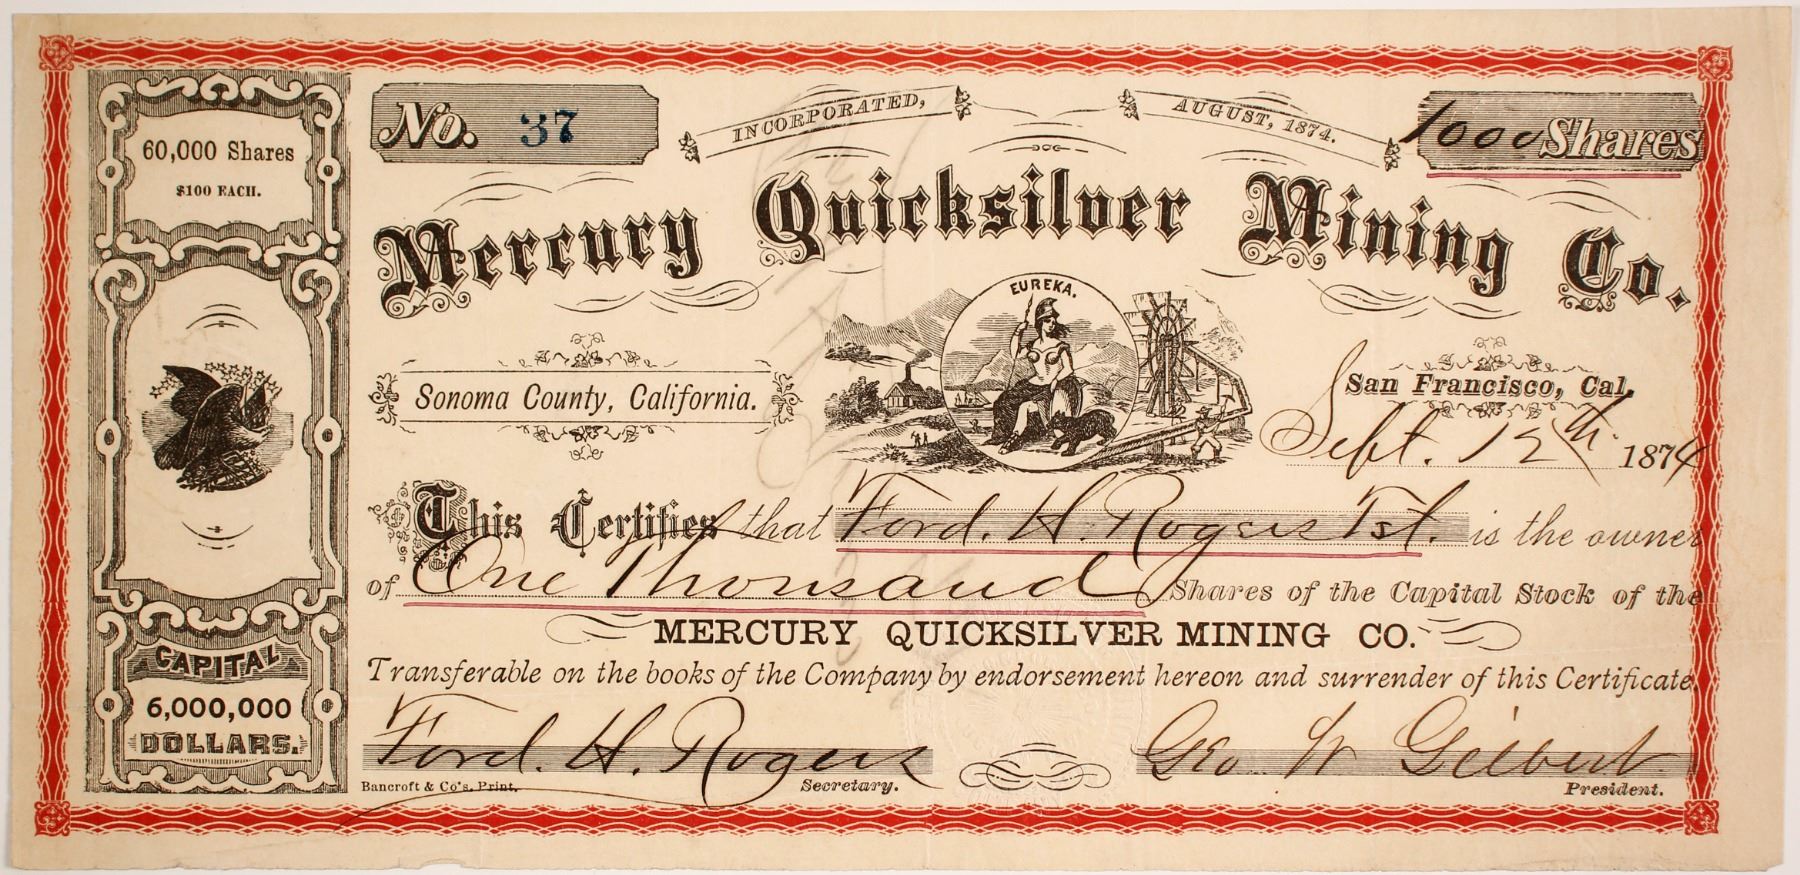 60,000 Shares
$100 EACH.
CAPITAL
6,000,000
DOLLARS.
No. 37
INCORPORATED, AUGUST, 1874.
1000 Shares
Mercury Quicksilver Mining Co.
EUREKA.
Sonoma County, California.
San Francisco, Cal.
Sept. 12th 1874
This Certifies that Ford. H. Rogers Tst. is the owner
of One Thousand Shares of the Capital Stock of the
MERCURY QUICKSILVER MINING CO.
Transferable on the books of the Company by endorsement hereon and surrender of this Certificate.
Ford. H. Rogers Geo W Gilbert
Bancroft & Co's. Print. Secretary. President.